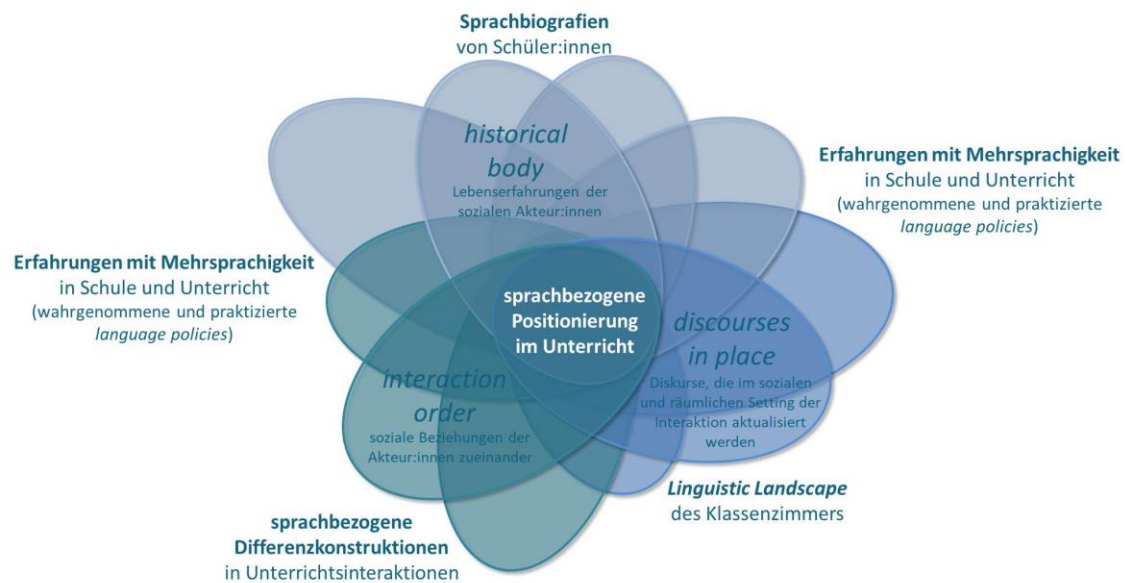 Sprachbiografien
von Schüler:innen
historical
body
Lebenserfahrungen der
sozialen Akteur:innen
Erfahrungen mit Mehrsprachigkeit
in Schule und Unterricht
(wahrgenommene und praktizierte
language policies)
Erfahrungen mit Mehrsprachigkeit
in Schule und Unterricht
(wahrgenommene und praktizierte
language policies)
sprachbezogene
Positionierung
im Unterricht
discourses
in place
Diskurse, die im sozialen
und räumlichen Setting der
Interaktion aktualisiert
werden
interaction
order
soziale Beziehungen der
Akteur:innen zueinander
Linguistic Landscape
des Klassenzimmers
sprachbezogene
Differenzkonstruktionen
in Unterrichtsinteraktionen